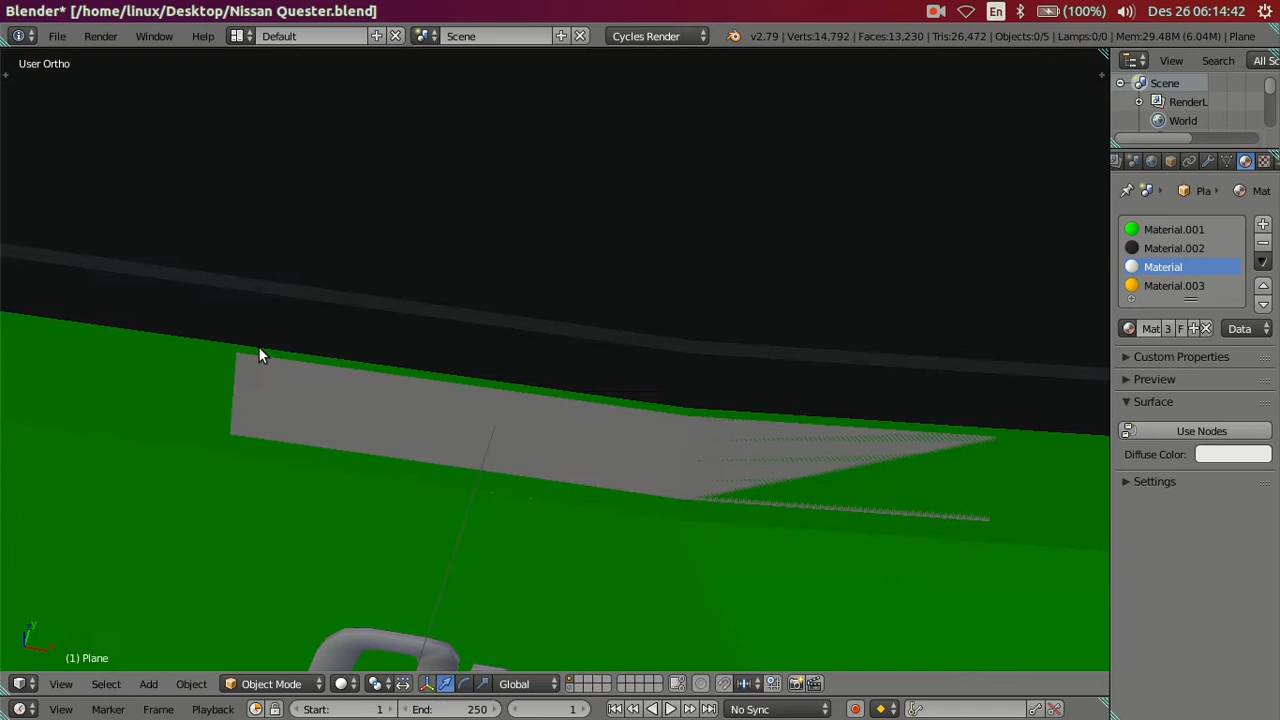 Blender* [/home/linux/Desktop/Nissan Quester.blend]
En
(100%)
Des 26 06:14:42
File
Render
Window
Help
Default
Scene
Cycles Render
v2.79 | Verts:14,792 | Faces:13,230 | Tris:26,472 | Objects:0/5 | Lamps:0/0 | Mem:29.48M (6.04M) | Plane
User Ortho
View
Search
All Sc
Scene
RenderL
World
Pla
Mat
Material.001
Material.002
Material
Material.003
Mat
3
F
Data
Custom Properties
Preview
Surface
Use Nodes
Diffuse Color:
Settings
y
x
(1) Plane
View
Select
Add
Object
Object Mode
Global
View
Marker
Frame
Playback
Start:
1
End:
250
1
No Sync